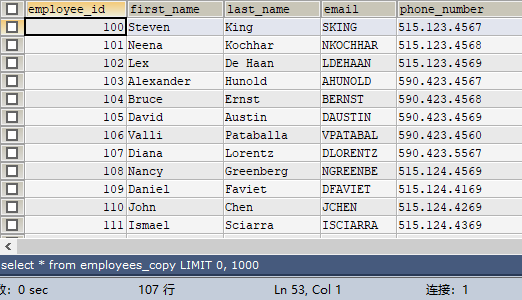 employee_id first_name last_name email phone_number
100 Steven King SKING 515.123.4567
101 Neena Kochhar NKOCHHAR 515.123.4568
102 Lex De Haan LDEHAAN 515.123.4569
103 Alexander Hunold AHUNOLD 590.423.4567
104 Bruce Ernst BERNST 590.423.4568
105 David Austin DAUSTIN 590.423.4569
106 Valli Pataballa VPATABAL 590.423.4560
107 Diana Lorentz DLORENTZ 590.423.5567
108 Nancy Greenberg NGREENBE 515.124.4569
109 Daniel Faviet DFAVIET 515.124.4169
110 John Chen JCHEN 515.124.4269
111 Ismael Sciarra ISCIARRA 515.124.4369
select * from employees_copy LIMIT 0, 1000
: 0 sec 107 行 Ln 53, Col 1 连接: 1